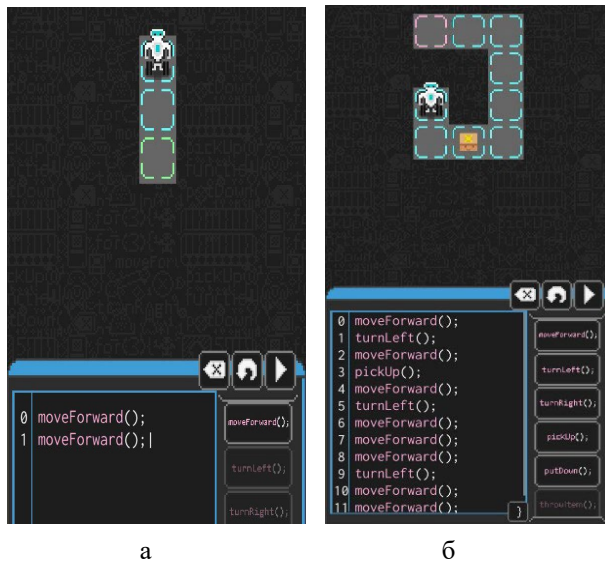 0 moveForward();
1 moveForward();
moveForward();
turnLeft();
turnRight();
а
0 moveForward();
1 turnLeft();
2 moveForward();
3 pickUp();
4 moveForward();
5 turnLeft();
6 moveForward();
7 moveForward();
8 moveForward();
9 turnLeft();
10 moveForward();
11 moveForward();
}
moveForward();
turnLeft();
turnRight();
pickUp();
putDown();
throwItem();
б